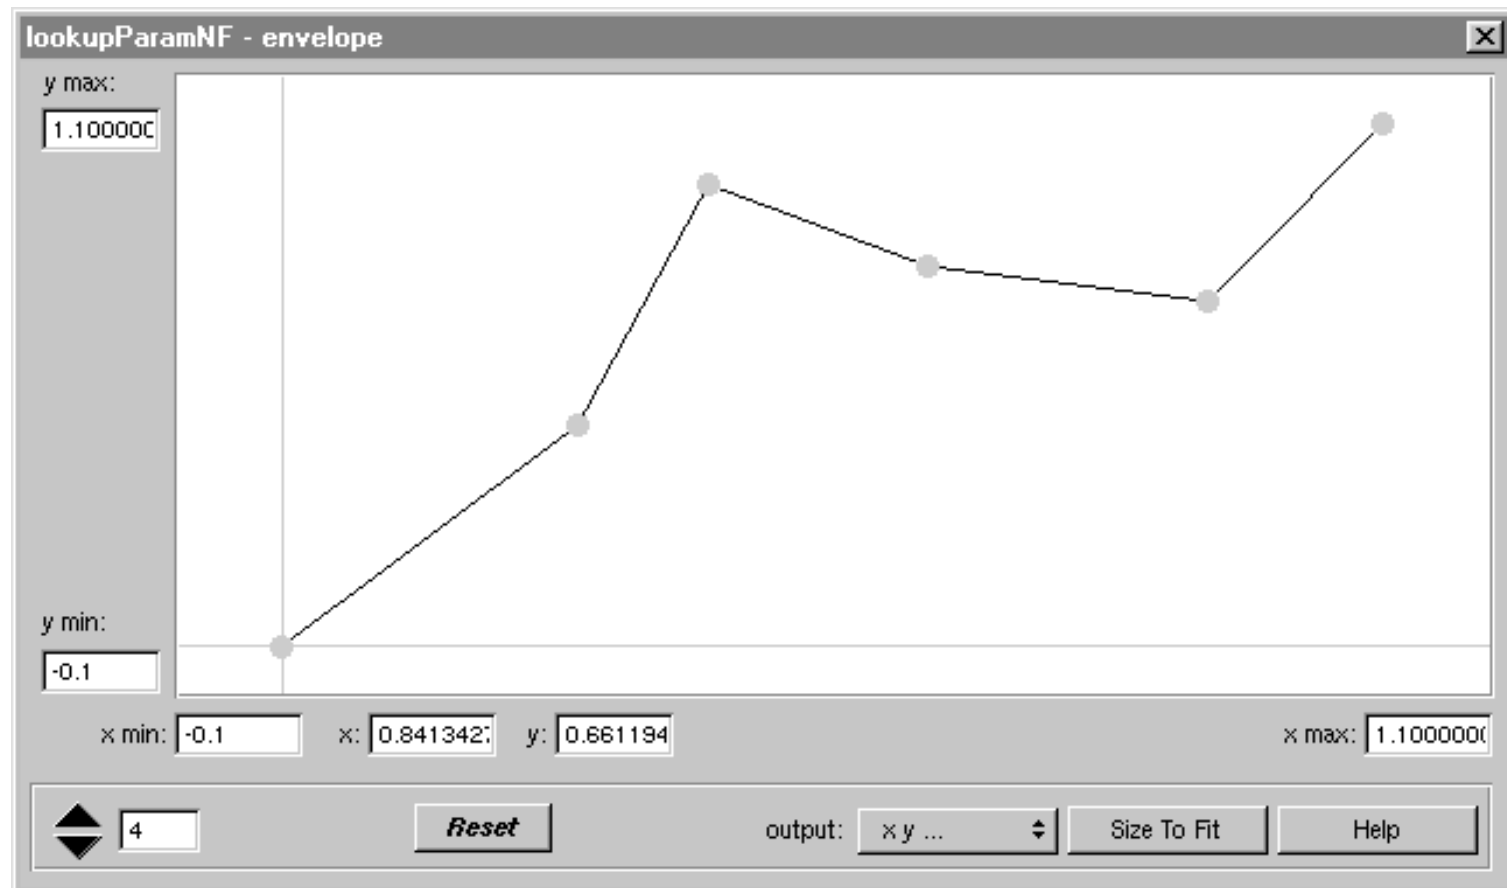 lookupParamNF - envelope
y max:
1.100000
y min:
-0.1
x min: -0.1 x: 0.841342 y: 0.661194 x max: 1.1000000
4 Reset output: x y ... Size To Fit Help